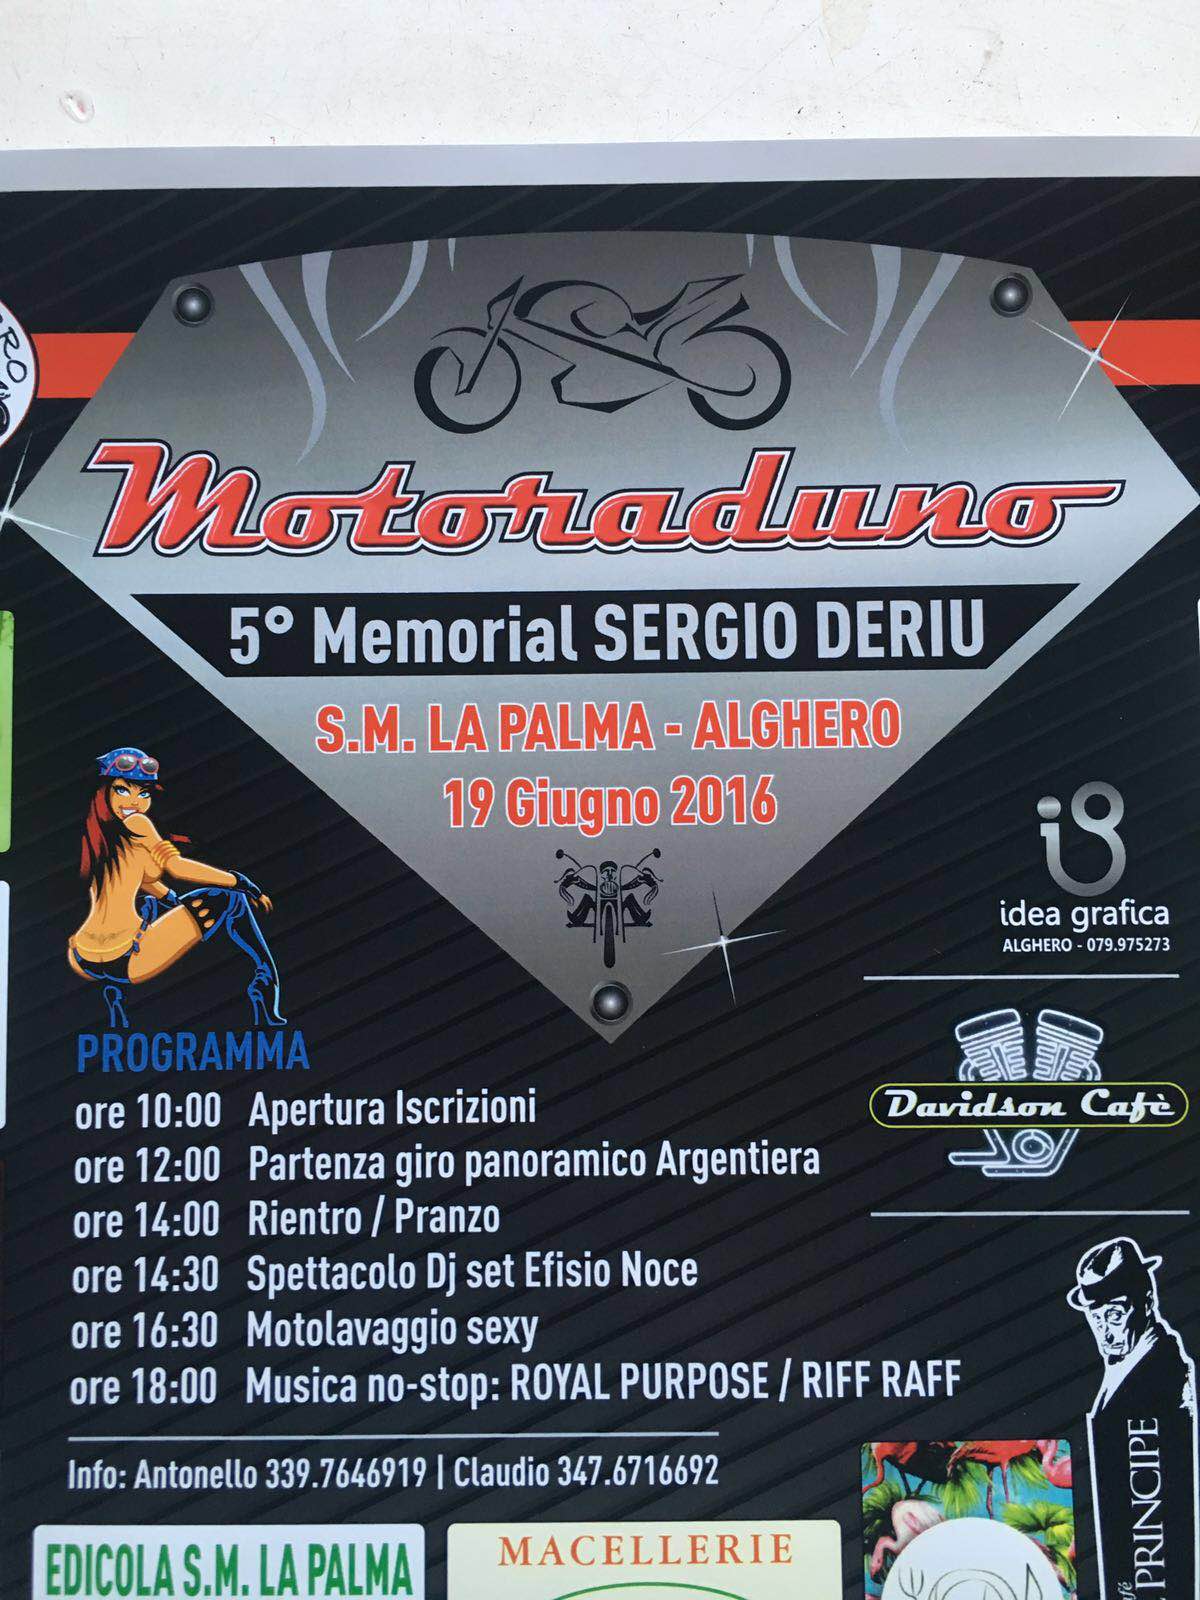 Motoraduno
5° Memorial SERGIO DERIU
S.M. LA PALMA - ALGHERO
19 Giugno 2016
i8
idea grafica
ALGHERO - 079.975273
Davidson Cafè
PROGRAMMA
ore 10:00 Apertura Iscrizioni
ore 12:00 Partenza giro panoramico Argentiera
ore 14:00 Rientro / Pranzo
ore 14:30 Spettacolo Dj set Efisio Noce
ore 16:30 Motolavaggio sexy
ore 18:00 Musica no-stop: ROYAL PURPOSE / RIFF RAFF
Info: Antonello 339.7646919 | Claudio 347.6716692
PRINCIPE
EDICOLA S.M. LA PALMA
MACELLERIE